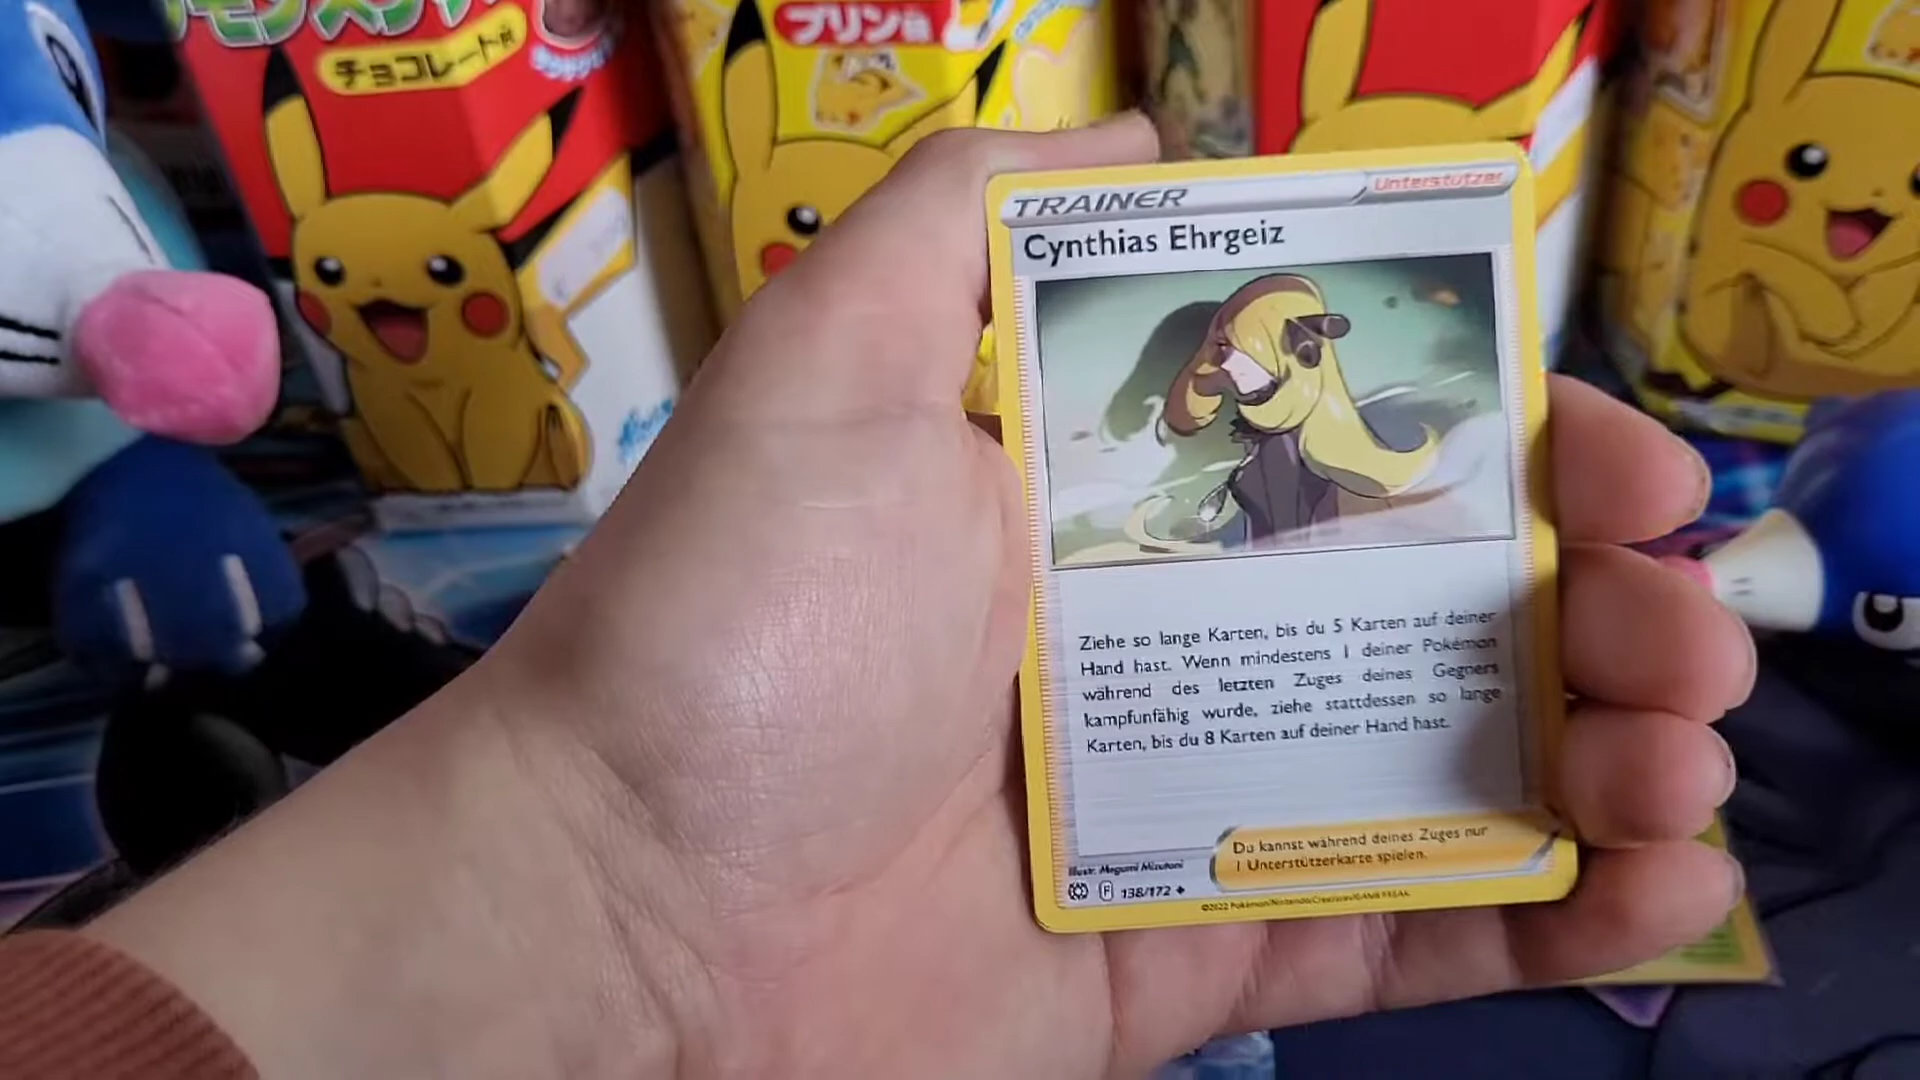 チョコレート味
プリン味
TRAINER
Unterstützer
Cynthias Ehrgeiz
Ziehe so lange Karten, bis du 5 Karten auf deiner
Hand hast. Wenn mindestens 1 deiner Pokémon
während des letzten Zuges deines Gegners
kampfunfähig wurde, ziehe stattdessen so lange
Karten, bis du 8 Karten auf deiner Hand hast.
Du kannst während deines Zuges nur
1 Unterstützerkarte spielen.
Illustr. Megumi Mizutani
F 138/172
©2022 Pokémon/Nintendo/Creatures/GAME FREAK